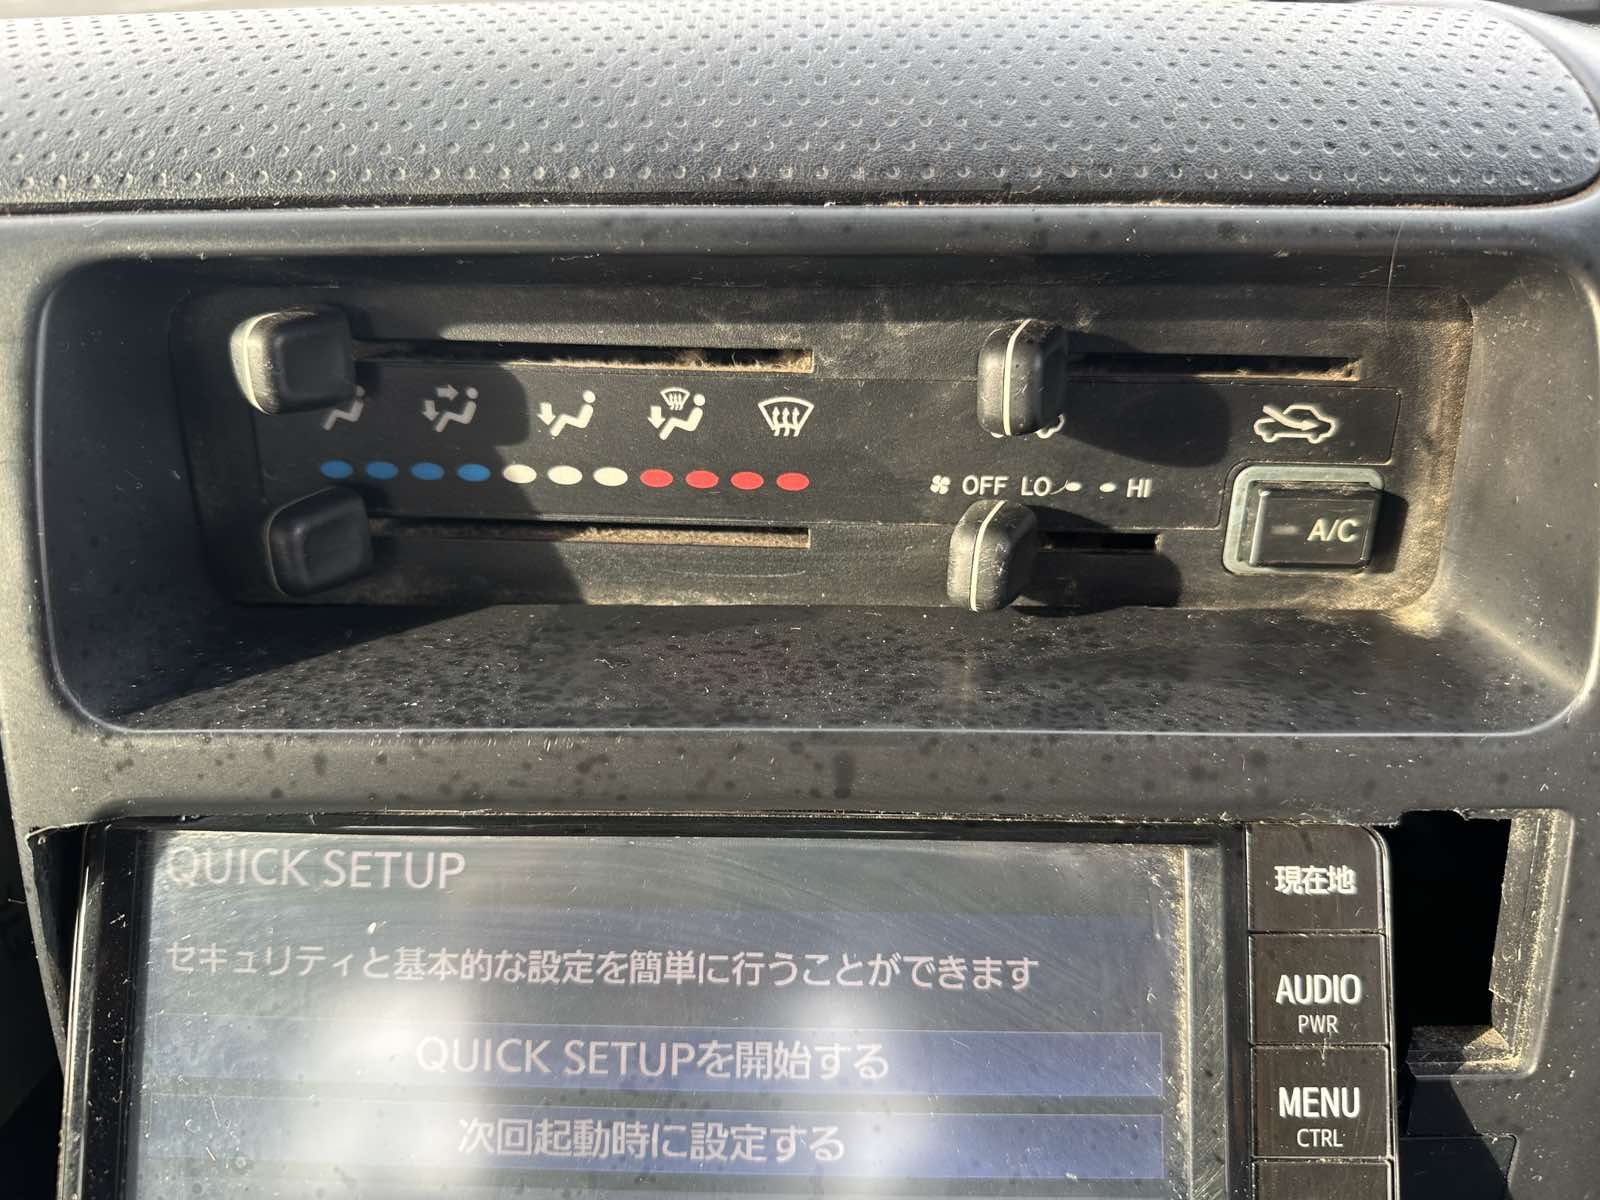 OFF LO HI
A/C
QUICK SETUP
セキュリティと基本的な設定を簡単に行うことができます
QUICK SETUPを開始する
次回起動時に設定する
現在地
AUDIO
PWR
MENU
CTRL